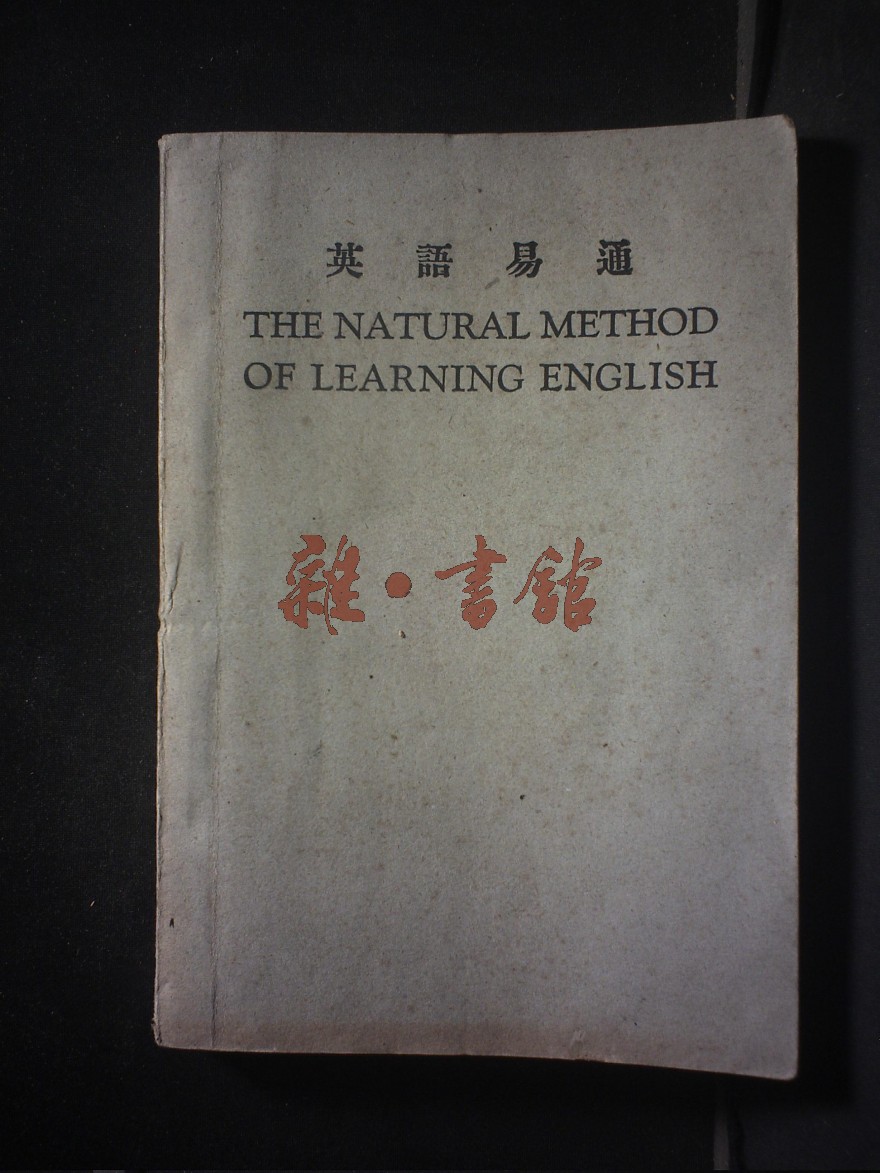 英語易通
THE NATURAL METHOD
OF LEARNING ENGLISH
雜·書館